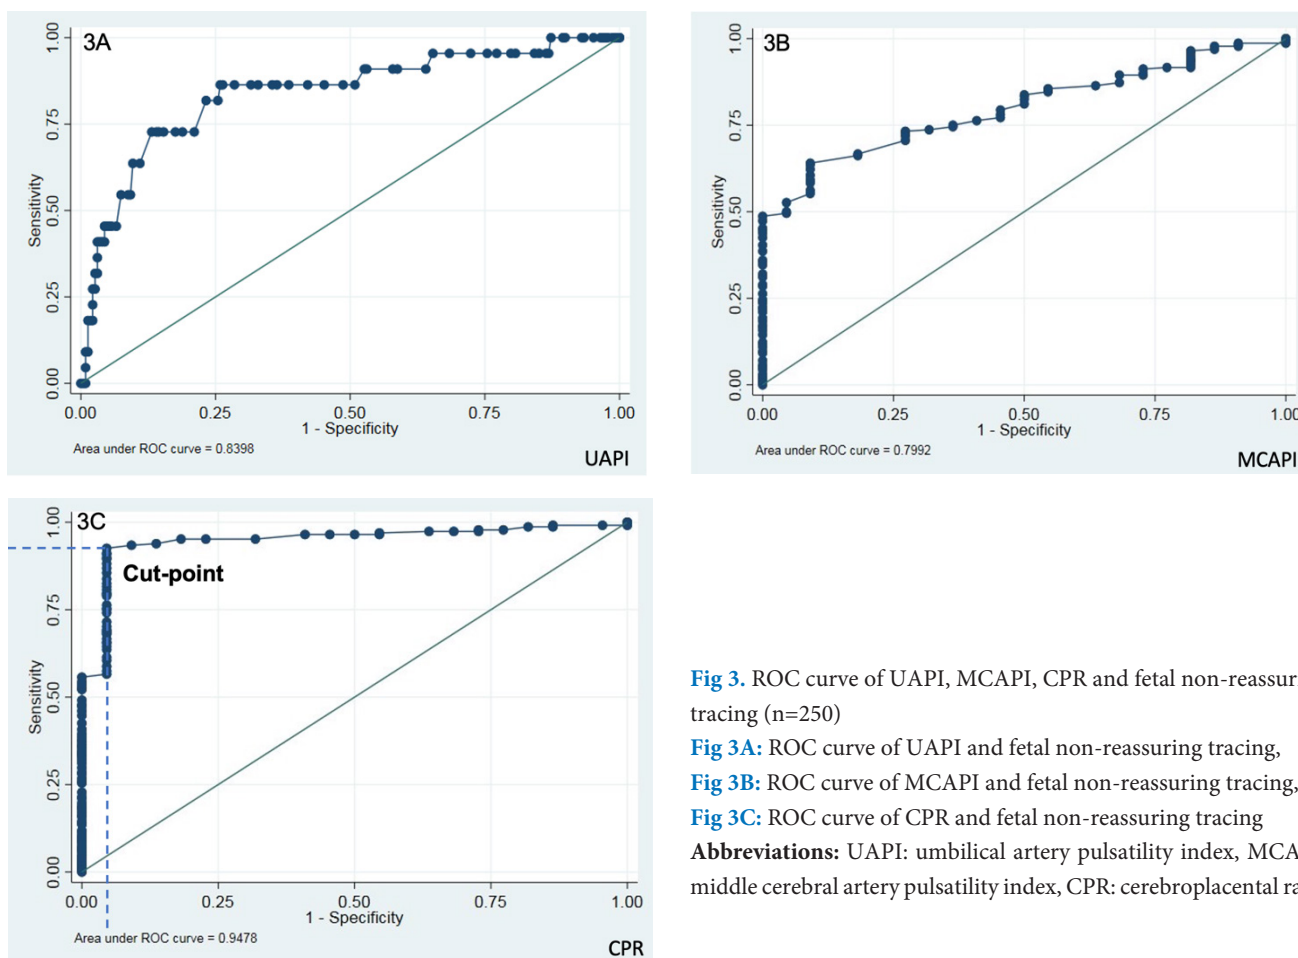 3A
Sensitivity
1.00
0.75
0.50
0.25
0.00
0.00 0.25 0.50 0.75 1.00
1 - Specificity
Area under ROC curve = 0.8398
UAPI
3B
Sensitivity
1.00
0.75
0.50
0.25
0.00
0.00 0.25 0.50 0.75 1.00
1 - Specificity
Area under ROC curve = 0.7992
MCAPI
3C
Cut-point
Sensitivity
1.00
0.75
0.50
0.25
0.00
0.00 0.25 0.50 0.75 1.00
1 - Specificity
Area under ROC curve = 0.9478
CPR
Fig 3. ROC curve of UAPI, MCAPI, CPR and fetal non-reassuri
tracing (n=250)
Fig 3A: ROC curve of UAPI and fetal non-reassuring tracing,
Fig 3B: ROC curve of MCAPI and fetal non-reassuring tracing,
Fig 3C: ROC curve of CPR and fetal non-reassuring tracing
Abbreviations: UAPI: umbilical artery pulsatility index, MCA
middle cerebral artery pulsatility index, CPR: cerebroplacental ra